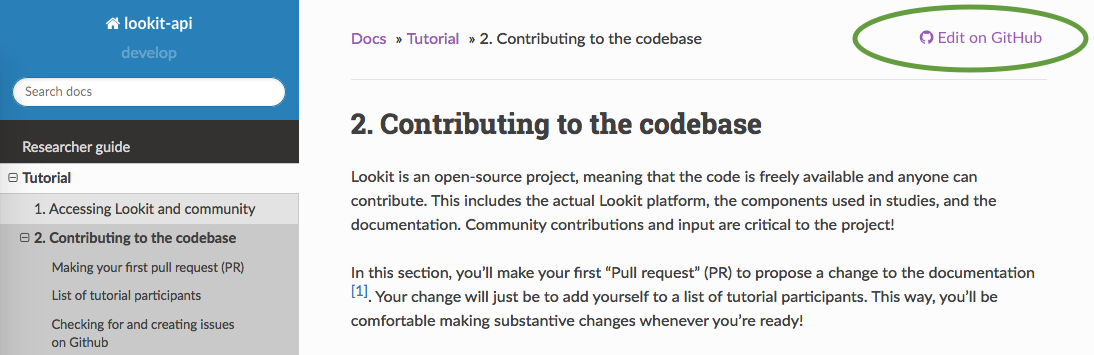 lookit-api
develop
Search docs
Researcher guide
Tutorial
1. Accessing Lookit and community
2. Contributing to the codebase
Making your first pull request (PR)
List of tutorial participants
Checking for and creating issues
on Github
Docs » Tutorial » 2. Contributing to the codebase
Edit on GitHub
2. Contributing to the codebase
Lookit is an open-source project, meaning that the code is freely available and anyone can
contribute. This includes the actual Lookit platform, the components used in studies, and the
documentation. Community contributions and input are critical to the project!
In this section, you’ll make your first “Pull request” (PR) to propose a change to the documentation
[1]. Your change will just be to add yourself to a list of tutorial participants. This way, you’ll be
comfortable making substantive changes whenever you’re ready!